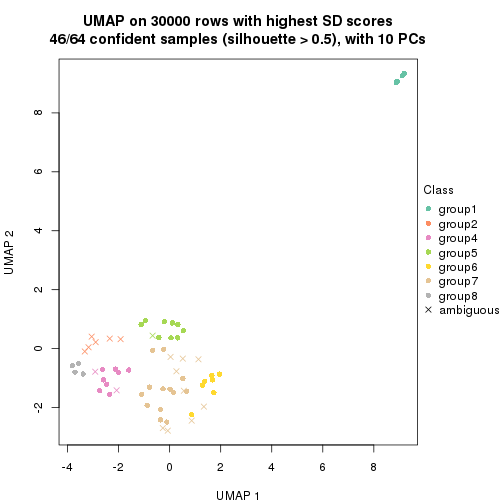 UMAP on 30000 rows with highest SD scores
46/64 confident samples (silhouette > 0.5), with 10 PCs
UMAP 2
8
6
4
2
0
-2
-4
-2
0
2
4
6
8
UMAP 1
Class
group1
group2
group4
group5
group6
group7
group8
ambiguous